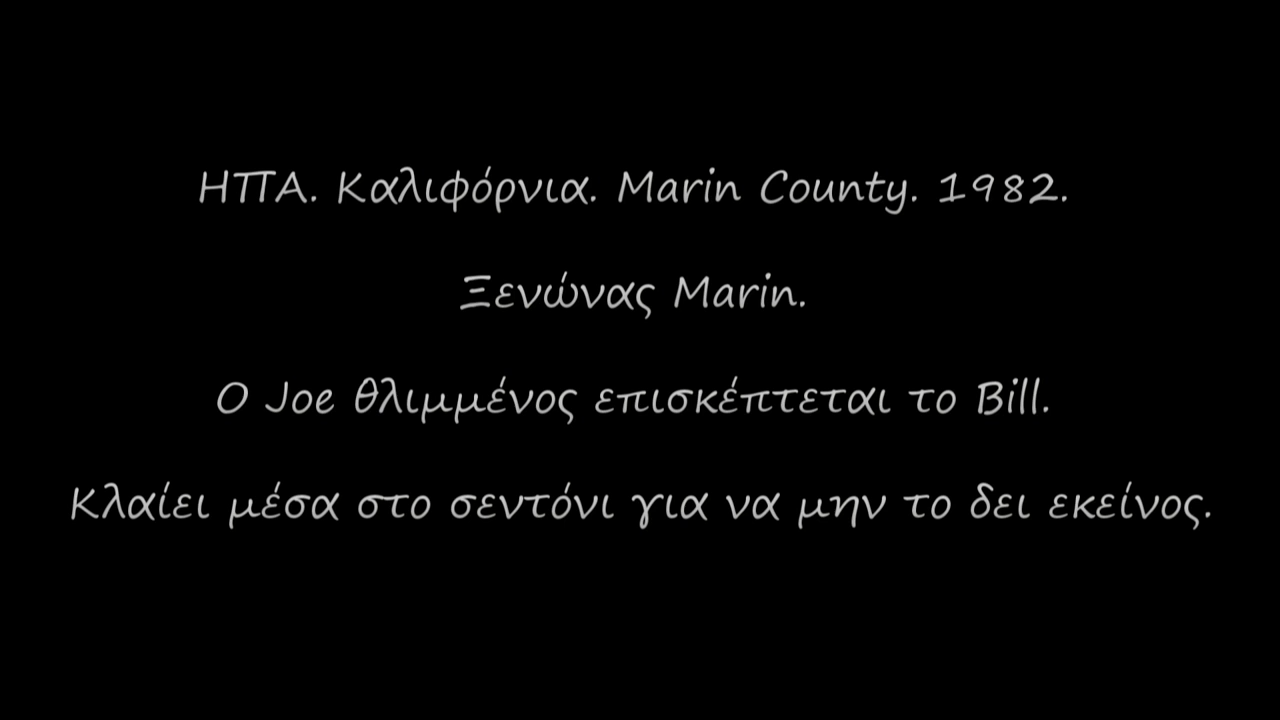 ΗΠΑ. Καλιφόρνια. Marin County. 1982.
Ξενώνας Marin.
Ο Joe θλιμμένος επισκέπτεται το Bill.
Κλαίει μέσα στο σεντόνι για να μην το δει εκείνος.